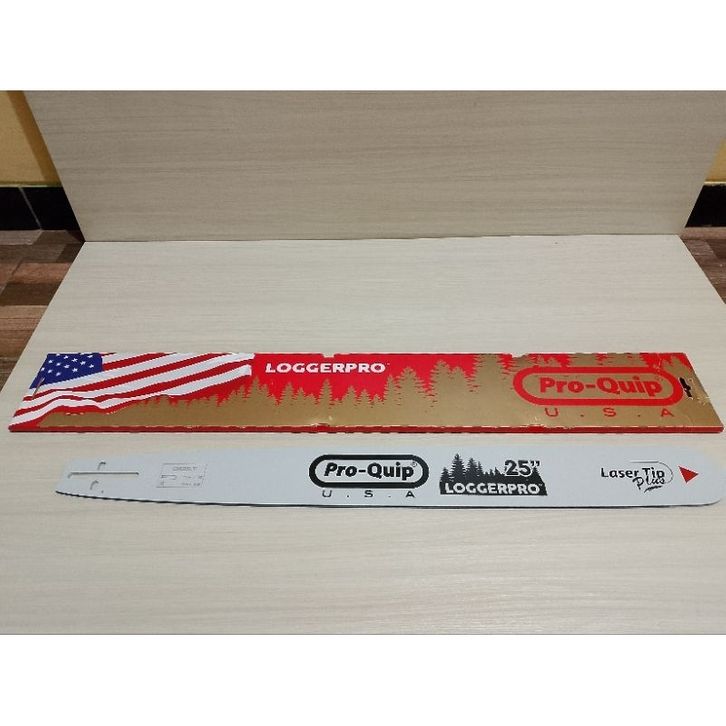 LOGGERPRO
Pro-Quip
U.S.A
Pro-Quip®
U.S.A
25"
LOGGERPRO
Laser Tip
Plus